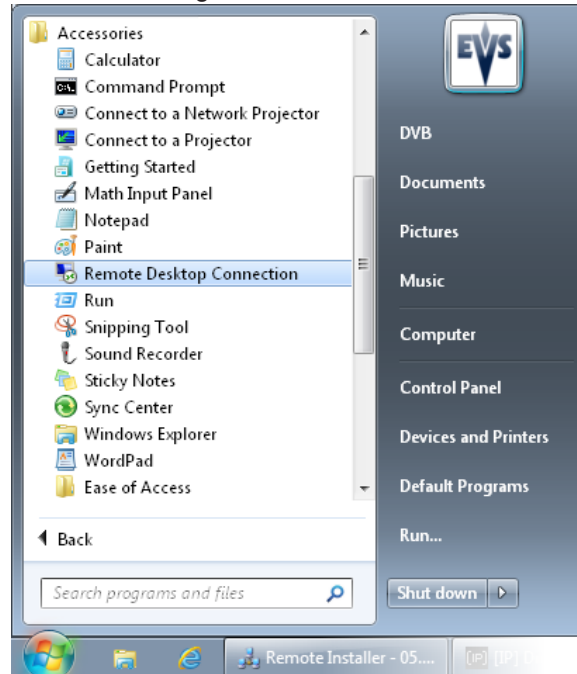 Accessories
Calculator
Command Prompt
Connect to a Network Projector
Connect to a Projector
Getting Started
Math Input Panel
Notepad
Paint
Remote Desktop Connection
Run
Snipping Tool
Sound Recorder
Sticky Notes
Sync Center
Windows Explorer
WordPad
Ease of Access
Back
Search programs and files
EVS
DVB
Documents
Pictures
Music
Computer
Control Panel
Devices and Printers
Default Programs
Run...
Shut down
Remote Installer - 05.... [IP]